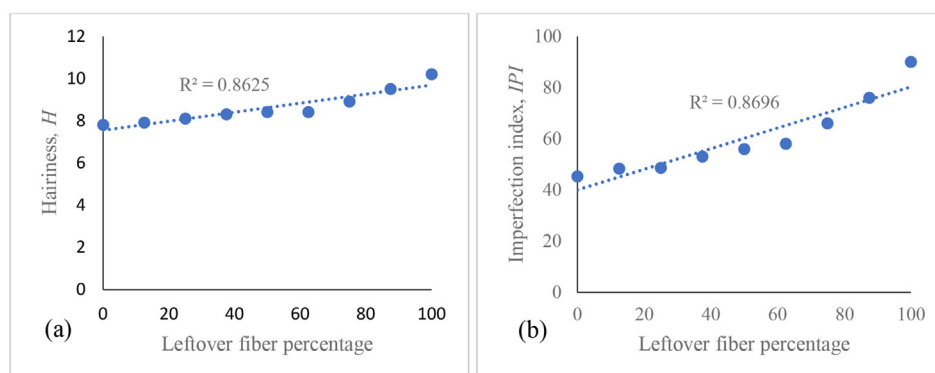 12
10
8
6
4
2
0
Hairiness, H
R² = 0.8625
0 20 40 60 80 100
(a)
Leftover fiber percentage
100
80
60
40
20
0
Imperfection index, IPI
R² = 0.8696
0 20 40 60 80 100
(b)
Leftover fiber percentage